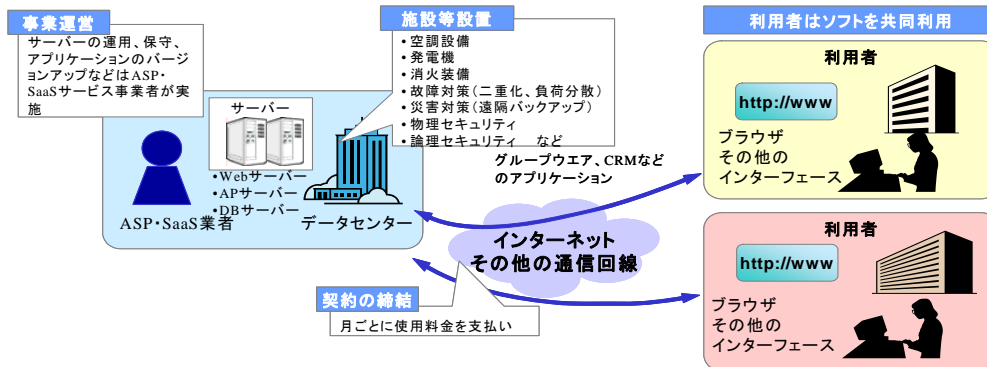 事業運営
サーバーの運用、保守、
アプリケーションのバージ
ョンアップなどはASP・
SaaSサービス事業者が実
施
サーバー
・Webサーバー
・APサーバー
・DBサーバー
ASP・SaaS業者
データセンター
施設等設置
・空調設備
・発電機
・消火装備
・故障対策(二重化、負荷分散)
・災害対策(遠隔バックアップ)
・物理セキュリティ
・論理セキュリティ など
グループウエア、CRMなど
のアプリケーション
インターネット
その他の通信回線
契約の締結
月ごとに使用料金を支払い
利用者はソフトを共同利用
利用者
http://www
ブラウザ
その他の
インターフェース
利用者
http://www
ブラウザ
その他の
インターフェース